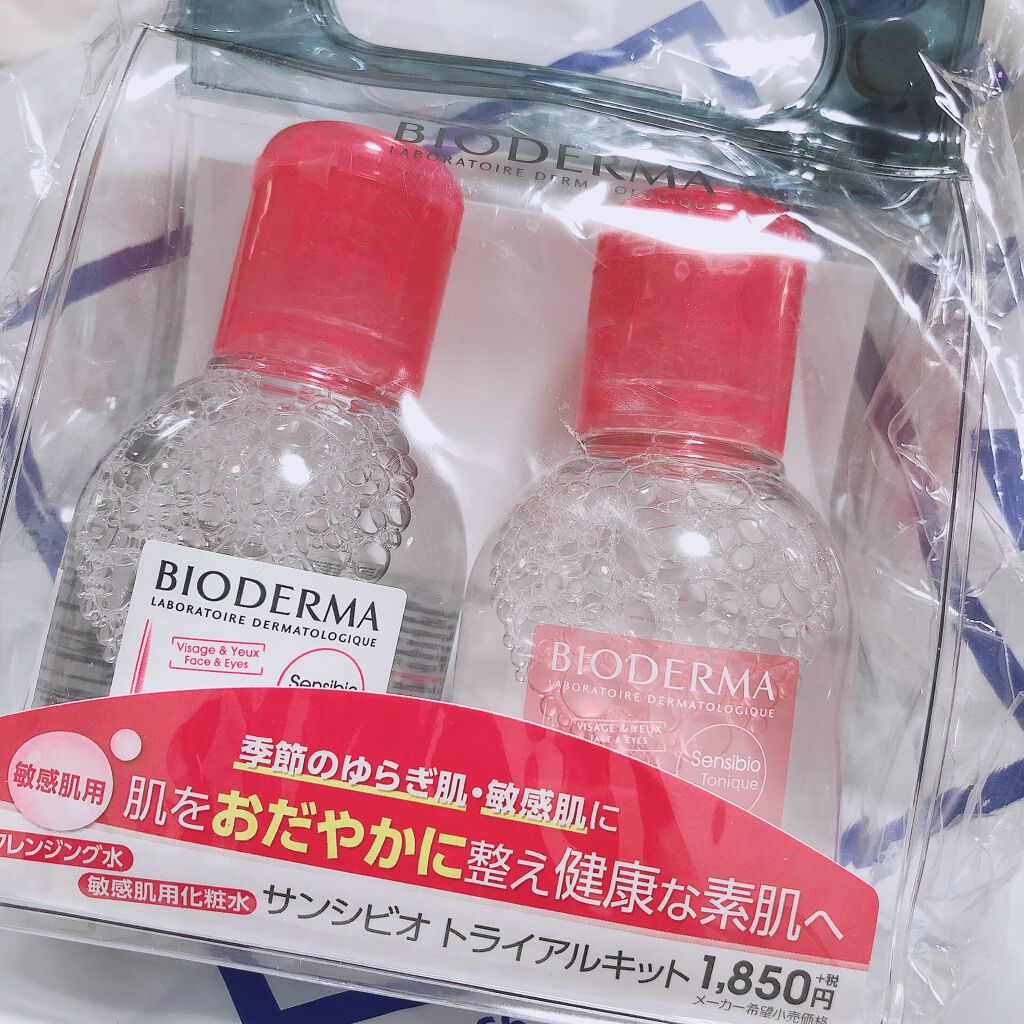 BIODERMA
LABORATOIRE DERMATOLOGIQUE
BIODERMA
LABORATOIRE DERMATOLOGIQUE
Visage & Yeux
Face & Eyes
Sensibio
BIODERMA
LABORATOIRE DERMATOLOGIQUE
VISAGE & YEUX
FACE & EYES
Sensibio
Tonique
敏感肌用
季節のゆらぎ肌・敏感肌に
肌をおだやかに整え健康な素肌へ
クレンジング水
敏感肌用化粧水
サンシビオ トライアルキット 1,850円+税
メーカー希望小売価格